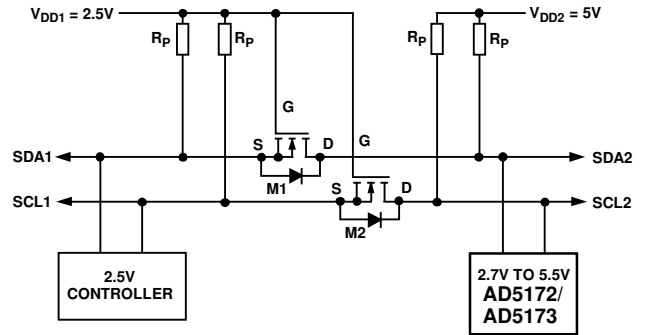 VDD1 = 2.5V
VDD2 = 5V
RP
RP
RP
RP
G
S
D
G
SDA1
SDA2
M1
S
D
SCL1
SCL2
M2
2.5V
CONTROLLER
2.7V TO 5.5V
AD5172/
AD5173